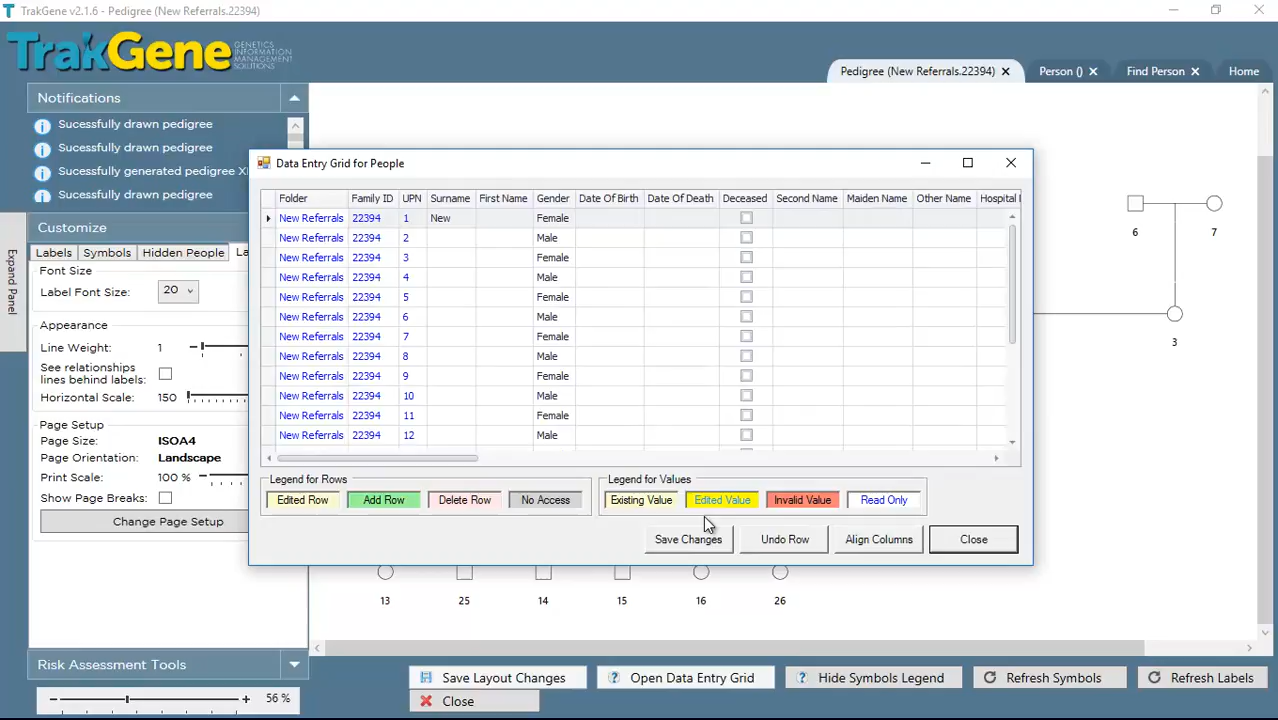 TrakGene v2.1.6 - Pedigree (New Referrals.22394)
TrakGene GENETICS INFORMATION MANAGEMENT SOLUTIONS
Pedigree (New Referrals.22394) Person () Find Person Home
Notifications
Sucessfully drawn pedigree
Sucessfully drawn pedigree
Sucessfully generated pedigree X
Sucessfully drawn pedigree
Customize
Labels Symbols Hidden People La
Font Size
Label Font Size: 20
Appearance
Line Weight: 1
See relationships
lines behind labels:
Horizontal Scale: 150
Page Setup
Page Size: ISOA4
Page Orientation: Landscape
Print Scale: 100 %
Show Page Breaks:
Change Page Setup
Risk Assessment Tools
56 %
Expand Panel
Data Entry Grid for People
Folder Family ID UPN Surname First Name Gender Date Of Birth Date Of Death Deceased Second Name Maiden Name Other Name Hospital
New Referrals 22394 1 New Female
New Referrals 22394 2 Male
New Referrals 22394 3 Female
New Referrals 22394 4 Male
New Referrals 22394 5 Female
New Referrals 22394 6 Male
New Referrals 22394 7 Female
New Referrals 22394 8 Male
New Referrals 22394 9 Female
New Referrals 22394 10 Male
New Referrals 22394 11 Female
New Referrals 22394 12 Male
Legend for Rows
Edited Row Add Row Delete Row No Access
Legend for Values
Existing Value Edited Value Invalid Value Read Only
Save Changes Undo Row Align Columns Close
6 7
3
13 25 14 15 16 26
Save Layout Changes Open Data Entry Grid Hide Symbols Legend Refresh Symbols Refresh Labels
Close